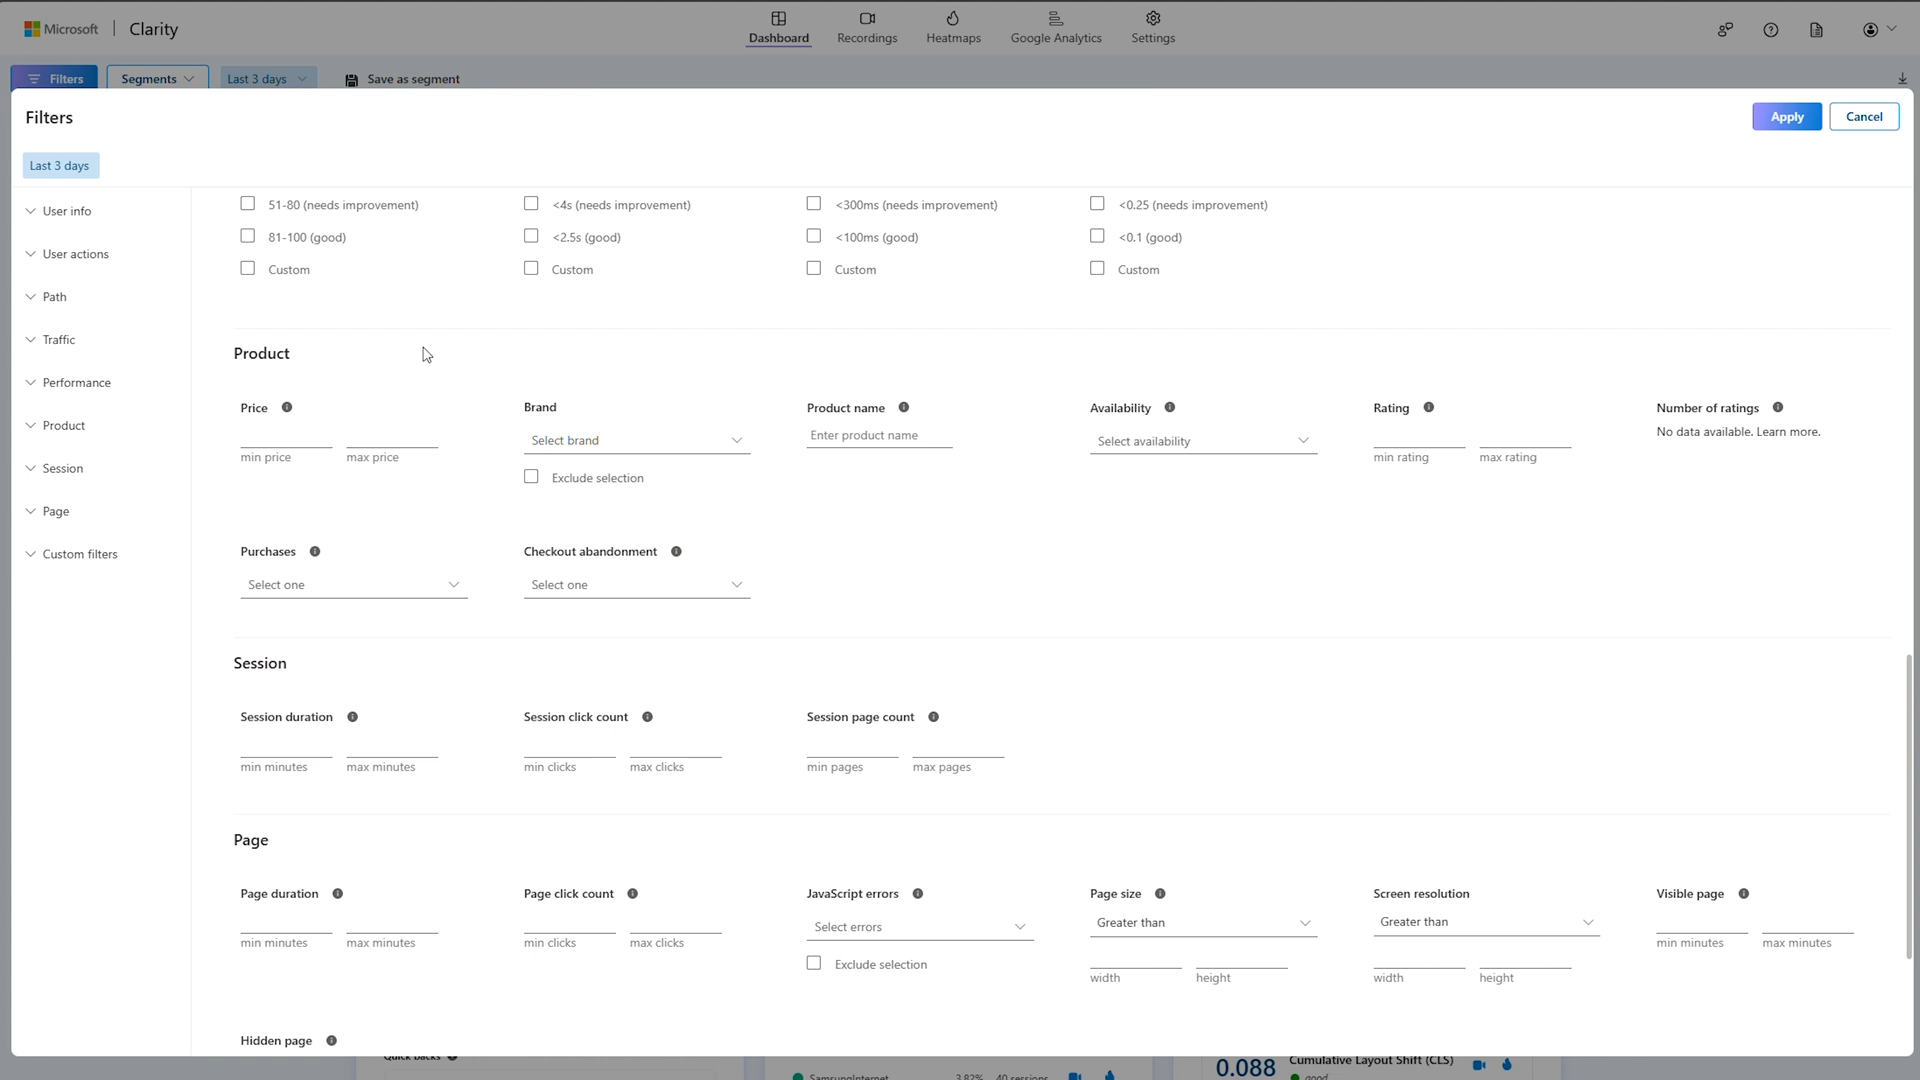 Microsoft | Clarity
Dashboard
Recordings
Heatmaps
Google Analytics
Settings
Filters
Segments
Last 3 days
Save as segment
Filters
Apply
Cancel
Last 3 days
User info
User actions
Path
Traffic
Performance
Product
Session
Page
Custom filters
51-80 (needs improvement)
<4s (needs improvement)
<300ms (needs improvement)
<0.25 (needs improvement)
81-100 (good)
<2.5s (good)
<100ms (good)
<0.1 (good)
Custom
Custom
Custom
Custom
Product
Price
Brand
Product name
Availability
Rating
Number of ratings
Select brand
Enter product name
Select availability
No data available. Learn more.
min price
max price
min rating
max rating
Exclude selection
Purchases
Checkout abandonment
Select one
Select one
Session
Session duration
Session click count
Session page count
min minutes
max minutes
min clicks
max clicks
min pages
max pages
Page
Page duration
Page click count
JavaScript errors
Page size
Screen resolution
Visible page
Select errors
Greater than
Greater than
min minutes
max minutes
min clicks
max clicks
min minutes
max minutes
Exclude selection
width
height
width
height
Hidden page
Quick backs
SamsungInternet
3.82%
40 sessions
0.088
Cumulative Layout Shift (CLS)
good